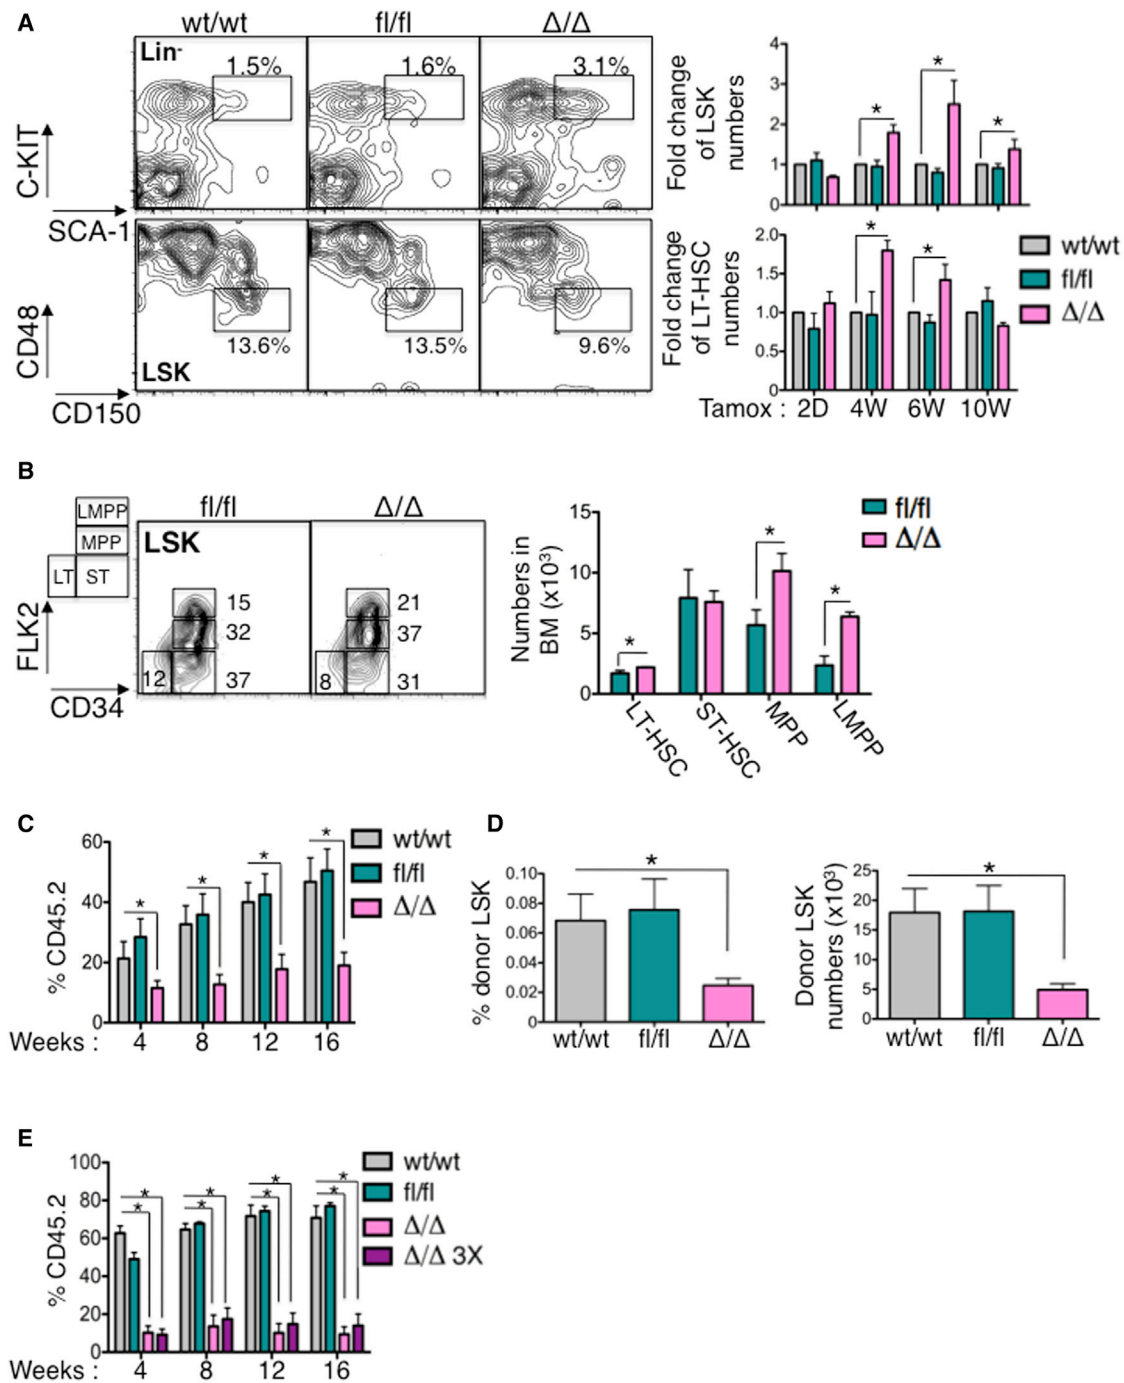 A
wt/wt fl/fl Δ/Δ
Lin-
1.5% 1.6% 3.1%
C-KIT
SCA-1
13.6% 13.5% 9.6%
LSK
CD48
CD150
Fold change of LSK numbers
4
3
2
1
0
* * *
Fold change of LT-HSC numbers
2.0
1.5
1.0
0.5
0
* *
Tamox : 2D 4W 6W 10W
wt/wt
fl/fl
Δ/Δ
B
LMPP
MPP
LT ST
fl/fl Δ/Δ
LSK
15 21
32 37
12 37 8 31
FLK2
CD34
Numbers in BM (x10³)
15
10
5
0
* * *
LT-HSC ST-HSC MPP LMPP
fl/fl
Δ/Δ
C
% CD45.2
60
40
20
0
* * * *
Weeks : 4 8 12 16
wt/wt
fl/fl
Δ/Δ
D
% donor LSK
0.10
0.08
0.06
0.04
0.02
0
*
wt/wt fl/fl Δ/Δ
Donor LSK numbers (x10³)
25
20
15
10
5
0
*
wt/wt fl/fl Δ/Δ
E
% CD45.2
100
80
60
40
20
0
* * * * * * * *
Weeks : 4 8 12 16
wt/wt
fl/fl
Δ/Δ
Δ/Δ 3X